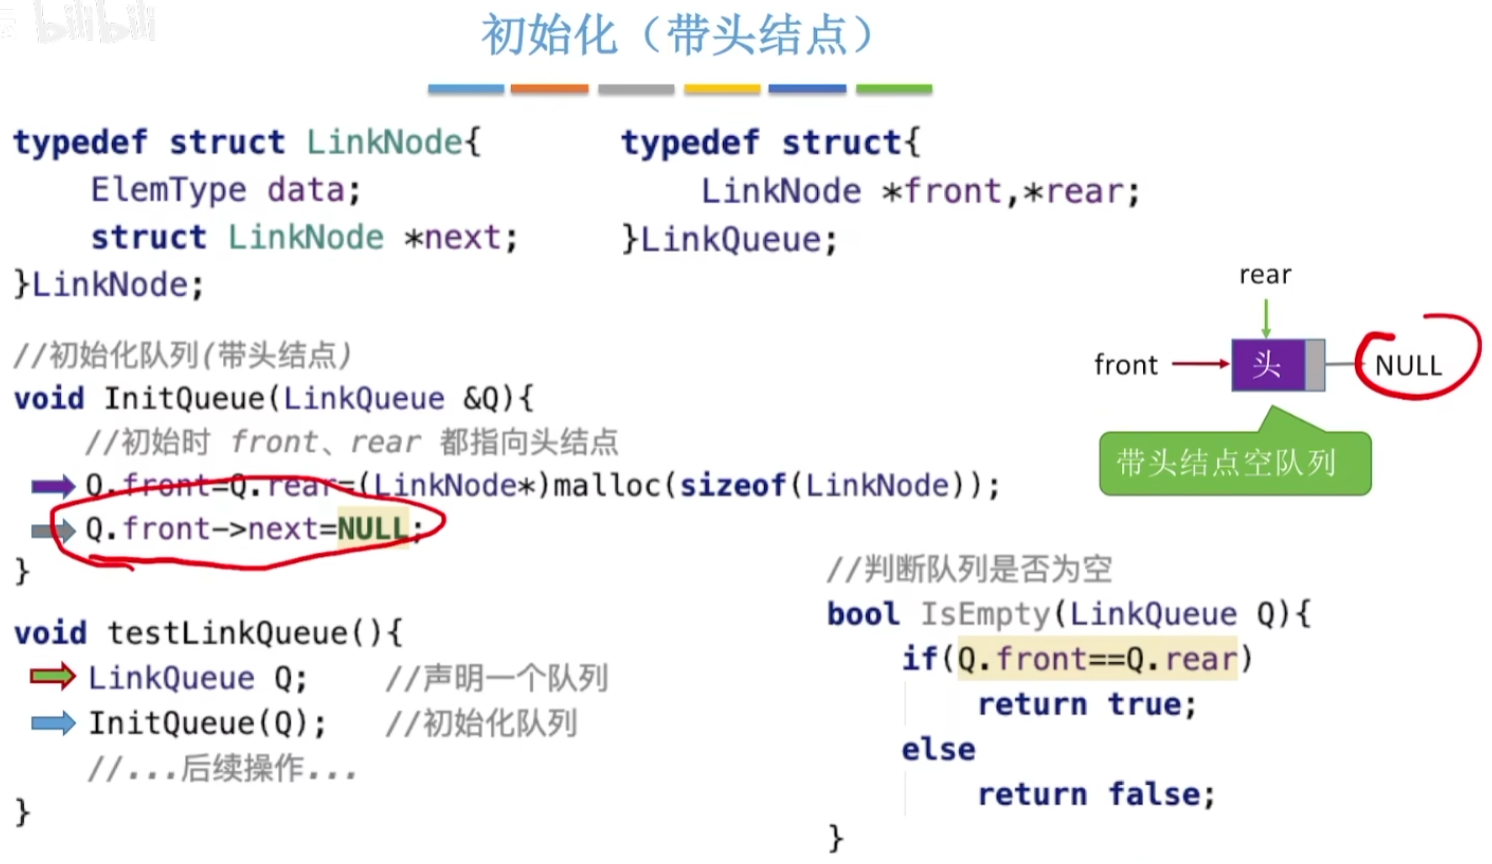 bilibili
初始化（带头结点）
typedef struct LinkNode{
    ElemType data;
    struct LinkNode *next;
}LinkNode;
typedef struct{
    LinkNode *front,*rear;
}LinkQueue;
//初始化队列(带头结点)
void InitQueue(LinkQueue &Q){
    //初始时 front、rear 都指向头结点
    Q.front=Q.rear=(LinkNode*)malloc(sizeof(LinkNode));
    Q.front->next=NULL;
}
void testLinkQueue(){
    LinkQueue Q;    //声明一个队列
    InitQueue(Q);   //初始化队列
    //...后续操作...
}
rear
front
头
NULL
带头结点空队列
//判断队列是否为空
bool IsEmpty(LinkQueue Q){
    if(Q.front==Q.rear)
        return true;
    else
        return false;
}